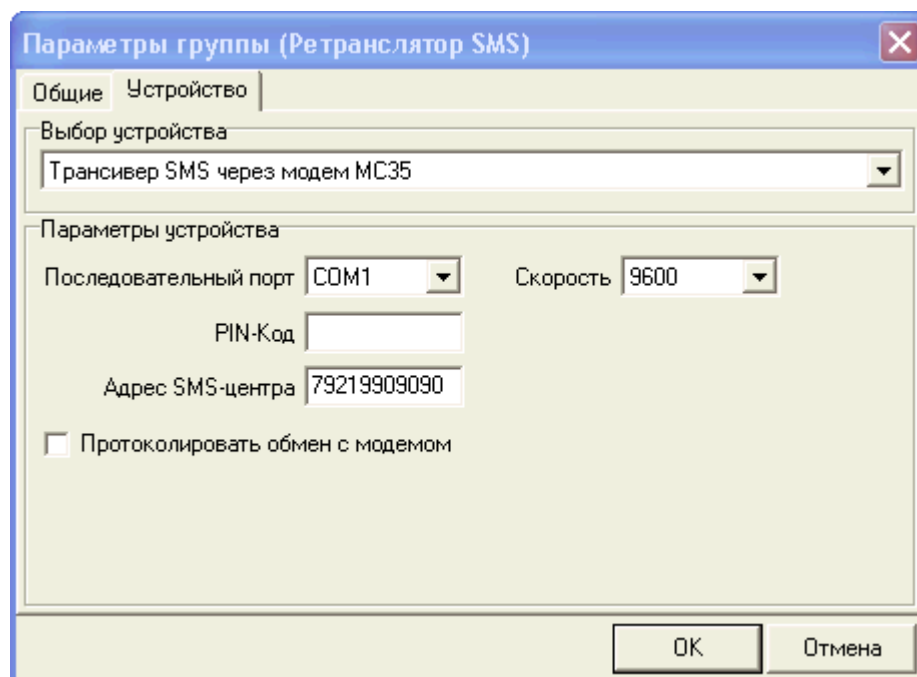 Параметры группы (Ретранслятор SMS)
Общие Устройство
Выбор устройства
Трансивер SMS через модем MC35
Параметры устройства
Последовательный порт COM1 Скорость 9600
PIN-Код
Адрес SMS-центра 79219909090
Протоколировать обмен с модемом
OK Отмена